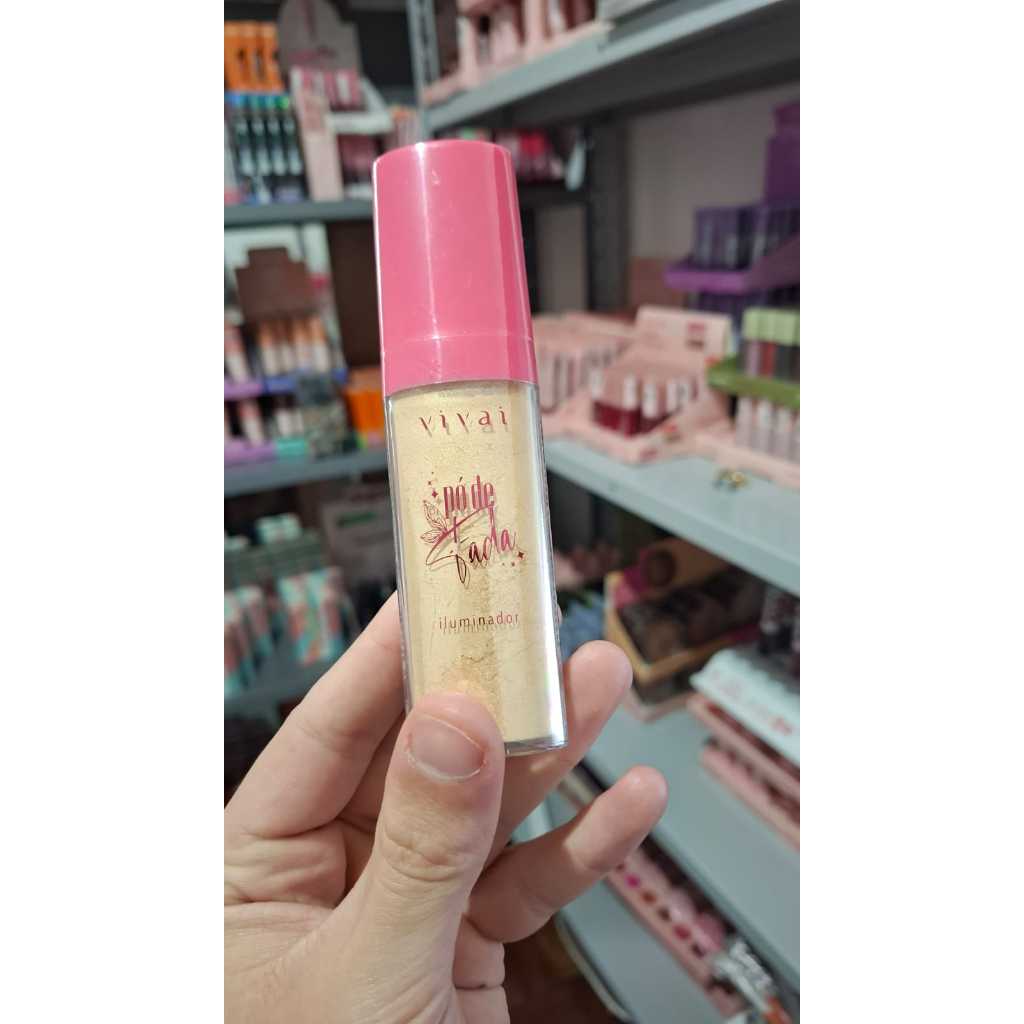 vivai
pó de
Fada
iluminador